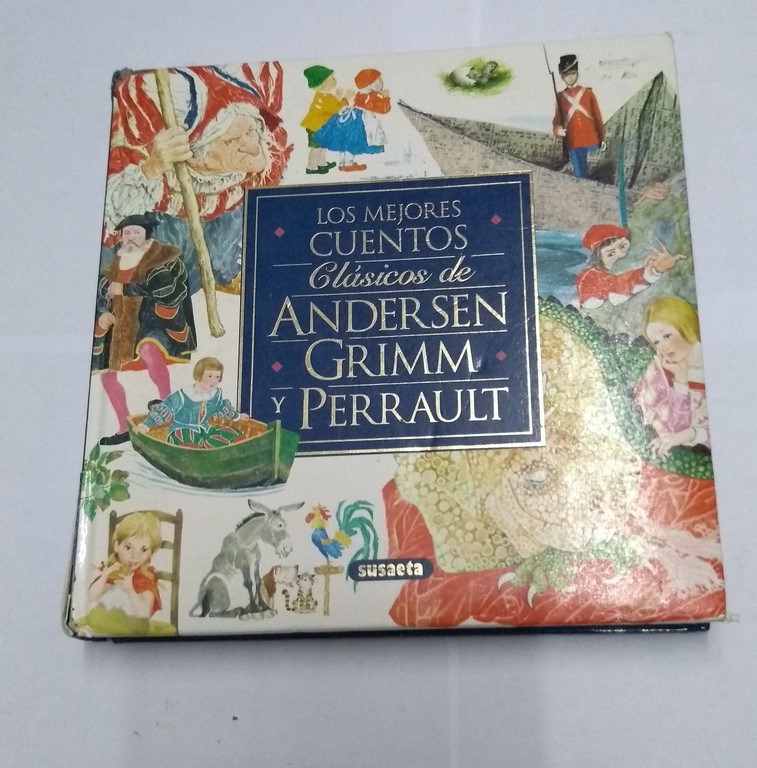 LOS MEJORES
CUENTOS
Clásicos de
ANDERSEN
GRIMM
Y PERRAULT
susaeta